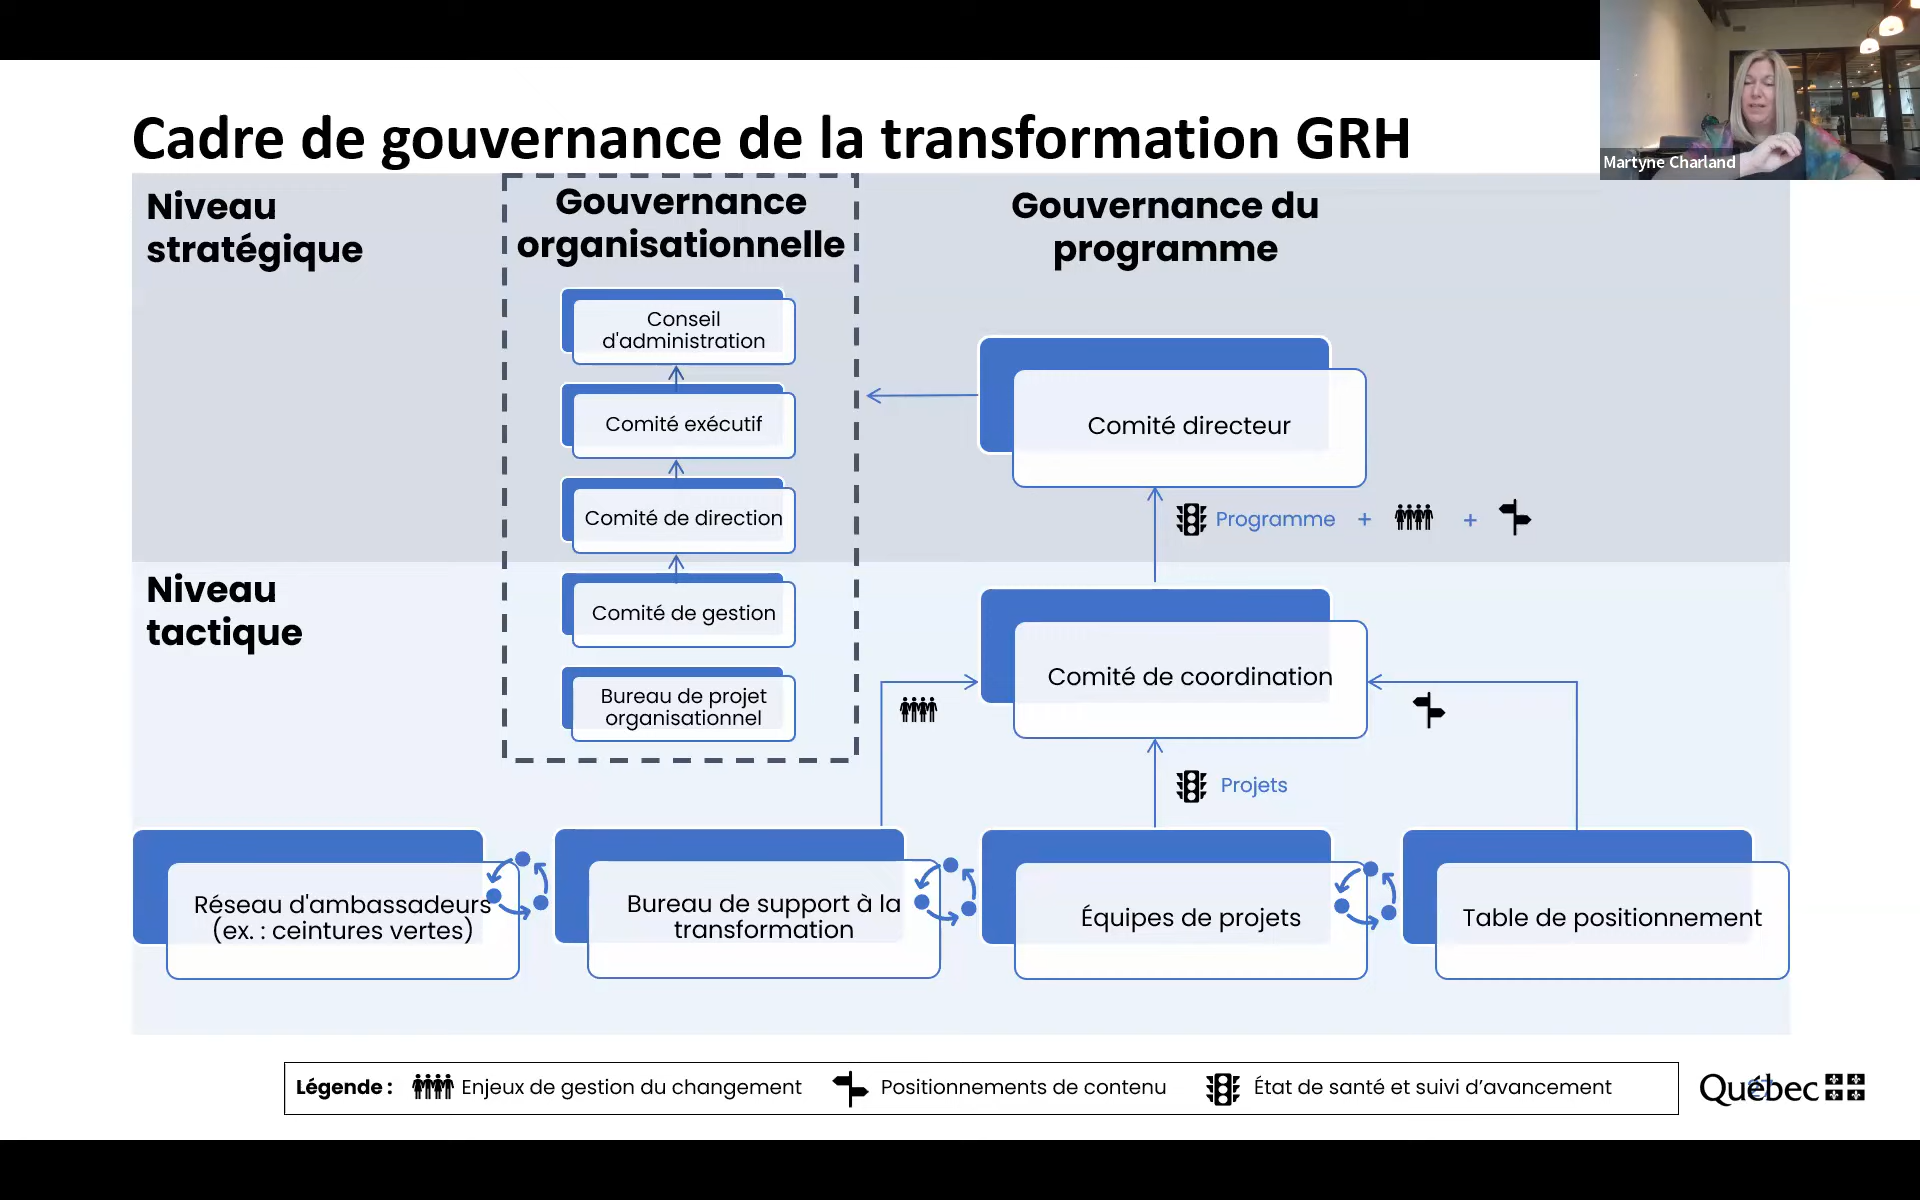 Martyne Charland
Cadre de gouvernance de la transformation GRH
Niveau
stratégique
Gouvernance
organisationnelle
Gouvernance du
programme
Conseil
d'administration
Comité exécutif
Comité de direction
Comité directeur
Programme + +
Niveau
tactique
Comité de gestion
Bureau de projet
organisationnel
Comité de coordination
Projets
Réseau d'ambassadeurs
(ex. : ceintures vertes)
Bureau de support à la
transformation
Équipes de projets
Table de positionnement
Légende : Enjeux de gestion du changement Positionnements de contenu État de santé et suivi d’avancement
Québec